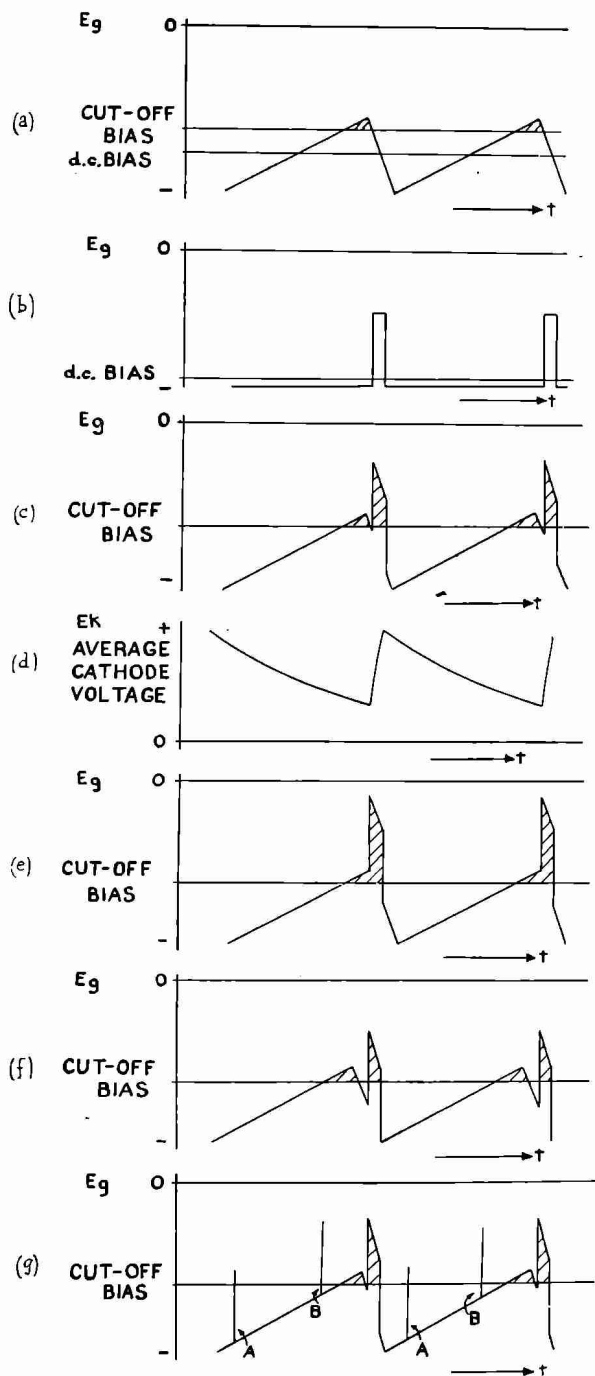 Eg 0
(a) CUT-OFF
BIAS
d.c. BIAS
–
t
Eg 0
(b)
d.c. BIAS
–
t
Eg 0
(c) CUT-OFF
BIAS
–
t
Ek +
AVERAGE
(d) CATHODE
VOLTAGE
0
t
Eg 0
(e) CUT-OFF
BIAS
–
t
Eg 0
(f) CUT-OFF
BIAS
–
t
Eg 0
(g) CUT-OFF
BIAS
B B
A A
–
t